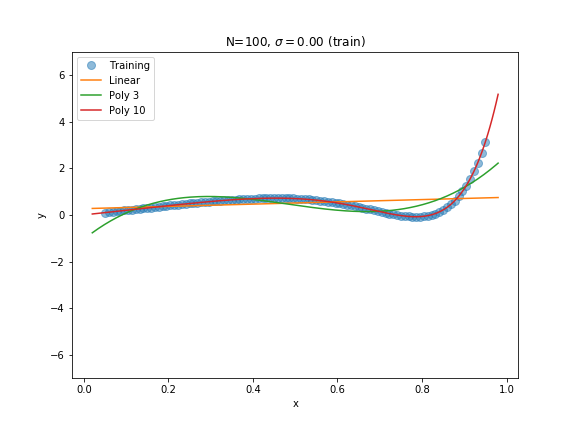 N=100, σ = 0.00 (train)
Training
Linear
Poly 3
Poly 10
6
4
2
0
−2
−4
−6
y
0.0 0.2 0.4 0.6 0.8 1.0
x